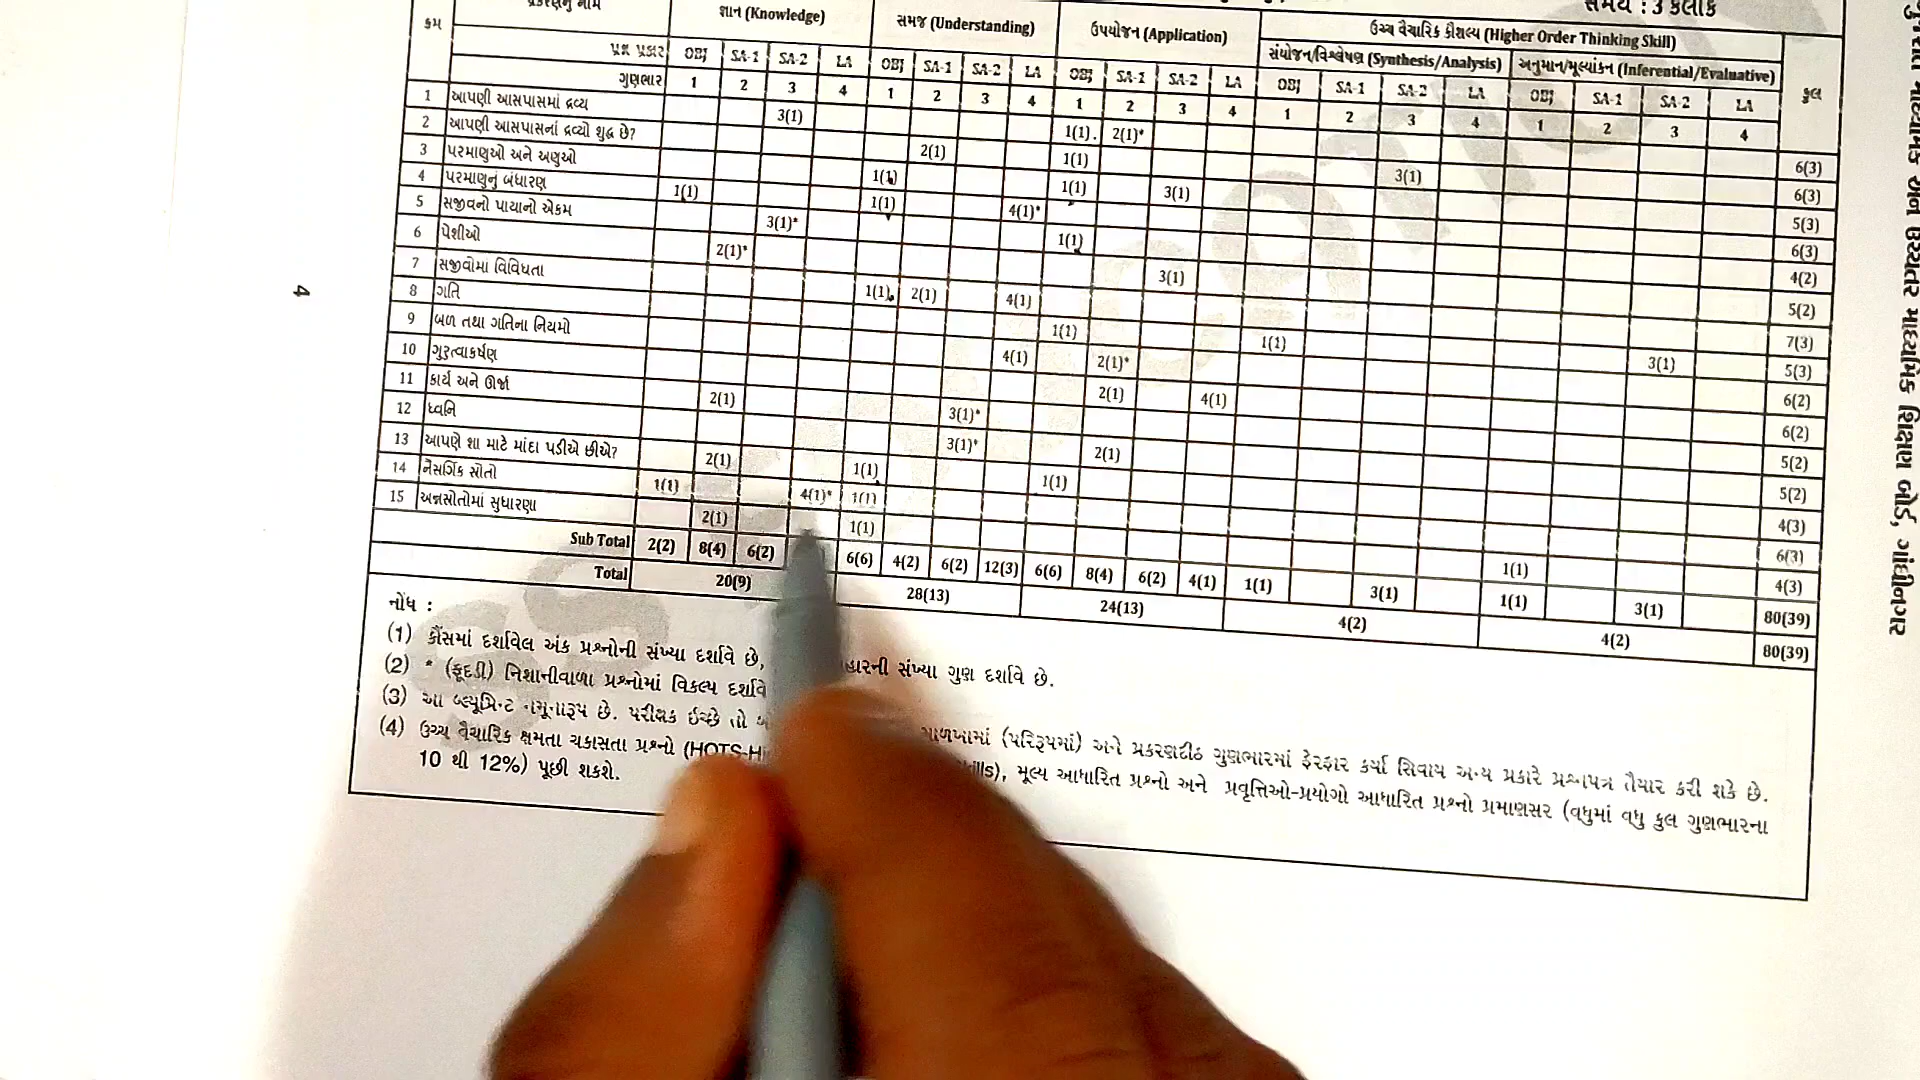 પ્રકરણનું નામ જ્ઞાન (Knowledge) સમજ (Understanding) ઉપયોજન (Application) ઉચ્ચ વૈચારિક કૌશલ્ય (Higher Order Thinking Skill) સમય : 3 કલાક
ક્રમ
સંયોજન/વિશ્લેષણ (Synthesis/Analysis) અનુમાન/મૂલ્યાંકન (Inferential/Evaluative) કુલ
પ્રશ્ન પ્રકાર OBJ SA-1 SA-2 LA OBJ SA-1 SA-2 LA OBJ SA-1 SA-2 LA OBJ SA-1 SA-2 LA OBJ SA-1 SA-2 LA
ગુણભાર 1 2 3 4 1 2 3 4 1 2 3 4 1 2 3 4 1 2 3 4
1 આપણી આસપાસમાં દ્રવ્ય 3(1) 1(1) 2(1)* 6(3)
2 આપણી આસપાસનાં દ્રવ્યો શુદ્ધ છે? 2(1) 1(1) 3(1) 6(3)
3 પરમાણુઓ અને અણુઓ 1(1) 1(1) 3(1) 5(3)
4 પરમાણુનું બંધારણ 1(1) 1(1) 4(1)* 6(3)
5 સજીવનો પાયાનો એકમ 3(1)* 1(1) 4(2)
6 પેશીઓ 2(1)* 3(1) 5(2)
7 સજીવોમાં વિવિધતા 1(1) 2(1) 4(1) 7(3)
8 ગતિ 1(1) 1(1) 3(1) 5(3)
9 બળ તથા ગતિના નિયમો 4(1) 2(1)* 6(2)
10 ગુરુત્વાકર્ષણ 2(1) 4(1) 6(2)
11 કાર્ય અને ઊર્જા 2(1) 3(1)* 5(2)
12 ધ્વનિ 3(1)* 2(1) 5(2)
13 આપણે શા માટે માંદા પડીએ છીએ? 2(1) 1(1) 1(1) 4(3)
14 નૈસર્ગિક સ્રોતો 1(1) 4(1)* 1(1) 6(3)
15 અન્નસ્રોતોમાં સુધારણા 2(1) 1(1) 1(1) 4(3)
Sub Total 2(2) 8(4) 6(2) 6(6) 4(2) 6(2) 12(3) 6(6) 8(4) 6(2) 4(1) 1(1) 3(1) 1(1) 3(1) 80(39)
Total 20(9) 28(13) 24(13) 4(2) 4(2) 80(39)
નોંધ :
(1) કૌંસમાં દર્શાવેલ અંક પ્રશ્નોની સંખ્યા દર્શાવે છે, સંખ્યા ગુણ દર્શાવે છે.
(2) * (ફૂદડી) નિશાનીવાળા પ્રશ્નોમાં વિકલ્પ
(3) આ બ્લ્યૂપ્રિન્ટ નમૂનારૂપ છે. પરીક્ષક ઇચ્છે તો માળખામાં (પરિરૂપમાં) અને પ્રકરણદીઠ ગુણભારમાં ફેરફાર કર્યા સિવાય અન્ય પ્રકારે પ્રશ્નપત્ર તૈયાર કરી શકે છે.
(4) ઉચ્ચ વૈચારિક ક્ષમતા ચકાસતા પ્રશ્નો (HOTS- મૂલ્ય આધારિત પ્રશ્નો અને પ્રવૃત્તિઓ-પ્રયોગો આધારિત પ્રશ્નો પ્રમાણસર (વધુમાં વધુ કુલ ગુણભારના
10 થી 12%) પૂછી શકશે.
4
માધ્યમિક અને ઉચ્ચતર માધ્યમિક શિક્ષણ બોર્ડ, ગાંધીનગર